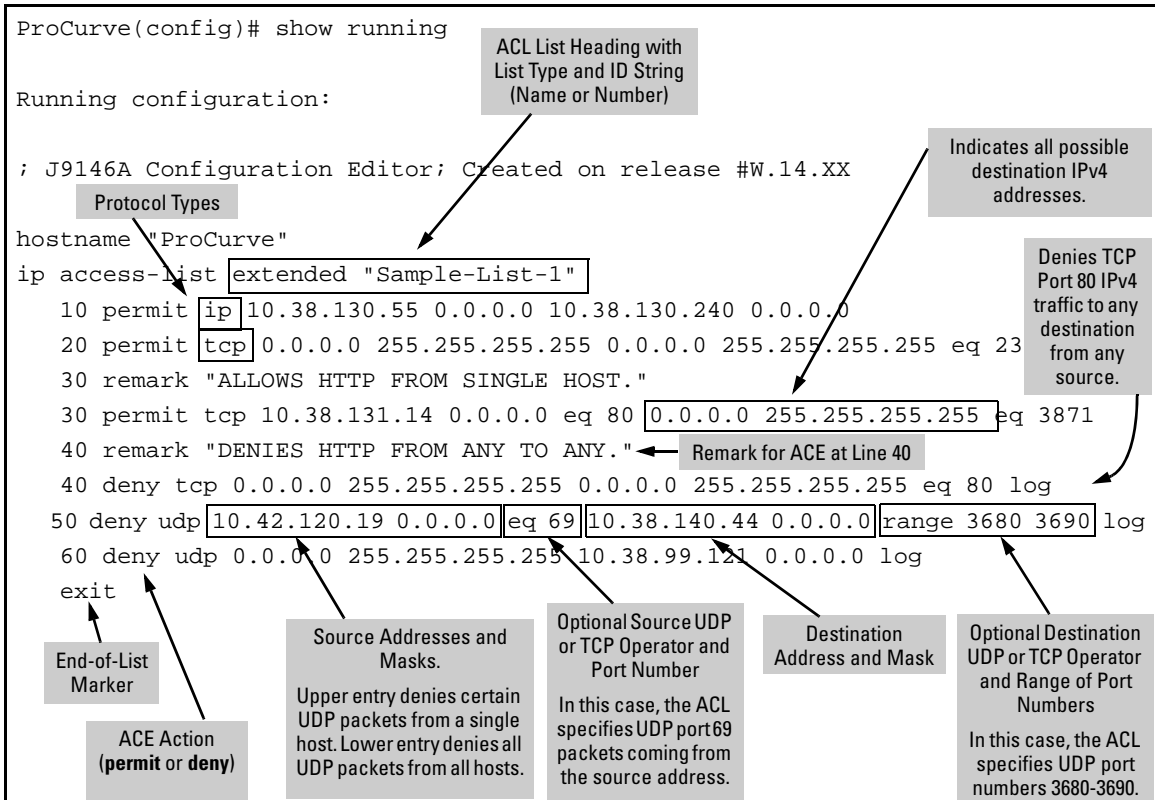 ProCurve(config)# show running
ACL List Heading with
List Type and ID String
(Name or Number)
Running configuration:
Indicates all possible
destination IPv4
addresses.
; J9146A Configuration Editor; Created on release #W.14.XX
Protocol Types
hostname "ProCurve"
Denies TCP
Port 80 IPv4
traffic to any
destination
from any
source.
ip access-list extended "Sample-List-1"
10 permit ip 10.38.130.55 0.0.0.0 10.38.130.240 0.0.0.0
20 permit tcp 0.0.0.0 255.255.255.255 0.0.0.0 255.255.255.255 eq 23
30 remark "ALLOWS HTTP FROM SINGLE HOST."
30 permit tcp 10.38.131.14 0.0.0.0 eq 80 0.0.0.0 255.255.255.255 eq 3871
40 remark "DENIES HTTP FROM ANY TO ANY."
Remark for ACE at Line 40
40 deny tcp 0.0.0.0 255.255.255.255 0.0.0.0 255.255.255.255 eq 80 log
50 deny udp 10.42.120.19 0.0.0.0 eq 69 10.38.140.44 0.0.0.0 range 3680 3690 log
60 deny udp 0.0.0.0 255.255.255.255 10.38.99.121 0.0.0.0 log
exit
End-of-List
Marker
ACE Action
(permit or deny)
Source Addresses and
Masks.
Upper entry denies certain
UDP packets from a single
host. Lower entry denies all
UDP packets from all hosts.
Optional Source UDP
or TCP Operator and
Port Number
In this case, the ACL
specifies UDP port 69
packets coming from
the source address.
Destination
Address and Mask
Optional Destination
UDP or TCP Operator
and Range of Port
Numbers
In this case, the ACL
specifies UDP port
numbers 3680-3690.